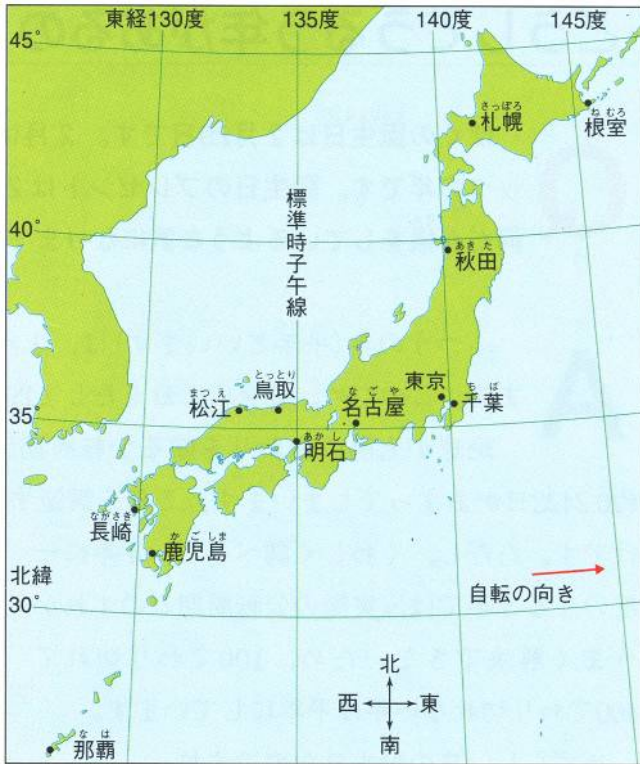 東経130度
135度
140度
145度
45°
さっぽろ
札幌
ねむろ
根室
標準時子午線
40°
あきた
秋田
とっとり
鳥取
まつえ
松江
なごや
名古屋
東京
ちば
千葉
35°
あかし
明石
ながさき
長崎
かごしま
鹿児島
北緯
30°
自転の向き
北
西
東
南
なは
那覇